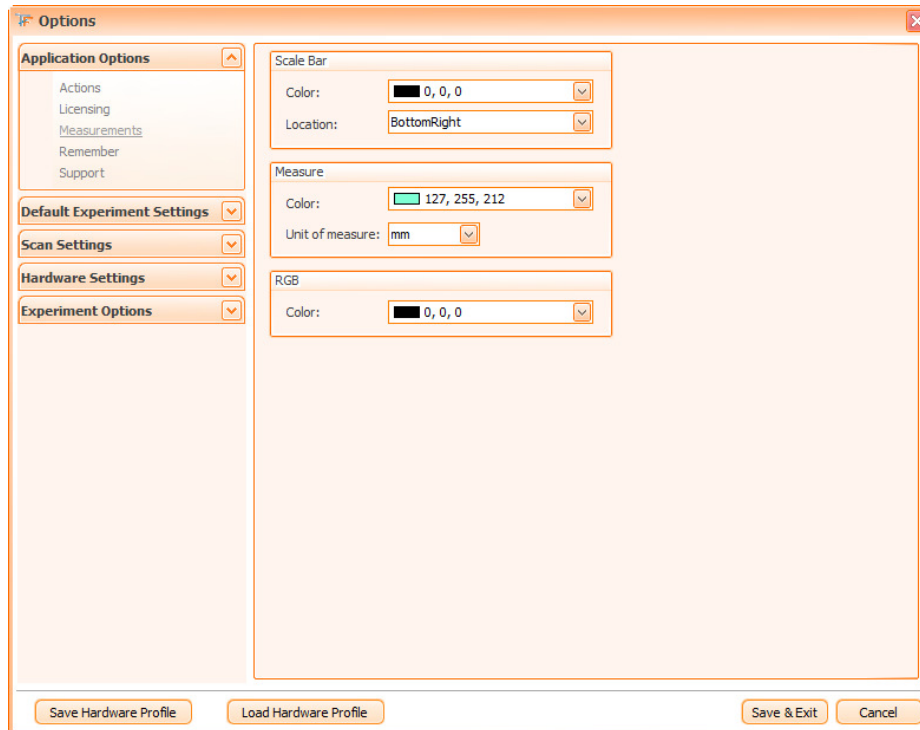 Options
Application Options
Actions
Licensing
Measurements
Remember
Support
Default Experiment Settings
Scan Settings
Hardware Settings
Experiment Options
Scale Bar
Color: 0, 0, 0
Location: BottomRight
Measure
Color: 127, 255, 212
Unit of measure: mm
RGB
Color: 0, 0, 0
Save Hardware Profile Load Hardware Profile Save & Exit Cancel